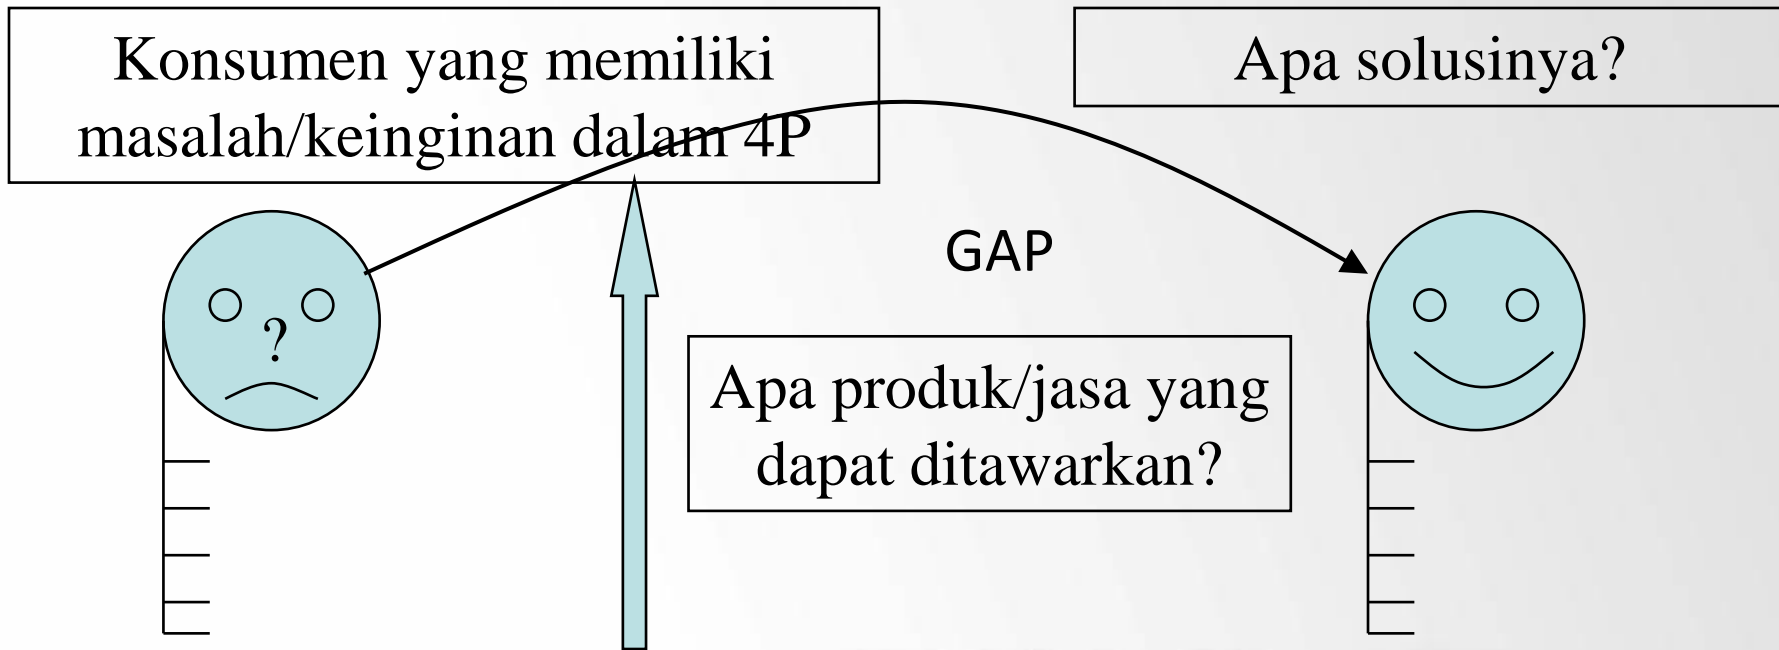 Konsumen yang memiliki
masalah/keinginan dalam 4P
Apa solusinya?
GAP
?
Apa produk/jasa yang
dapat ditawarkan?